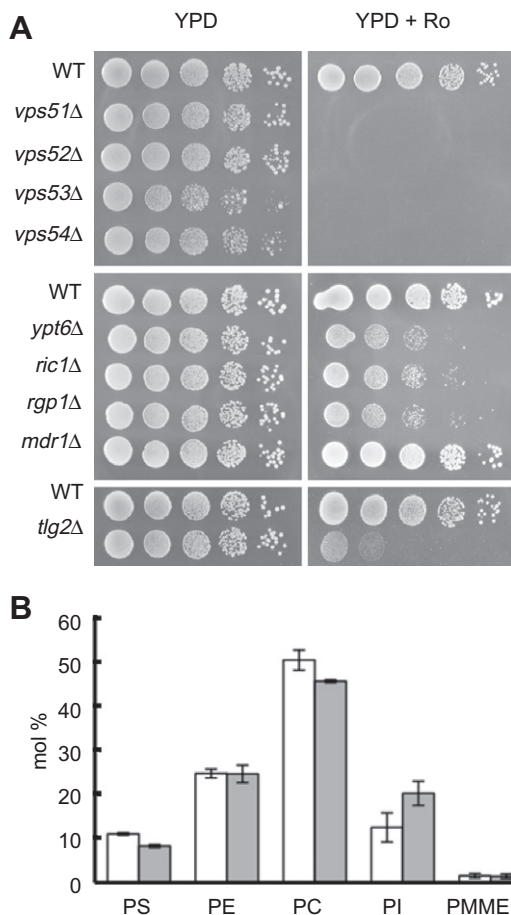 A
YPD
YPD + Ro
WT
vps51Δ
vps52Δ
vps53Δ
vps54Δ
WT
ypt6Δ
ric1Δ
rgp1Δ
mdr1Δ
WT
tlg2Δ
B
60
50
40
30
20
10
0
mol %
PS
PE
PC
PI
PMME